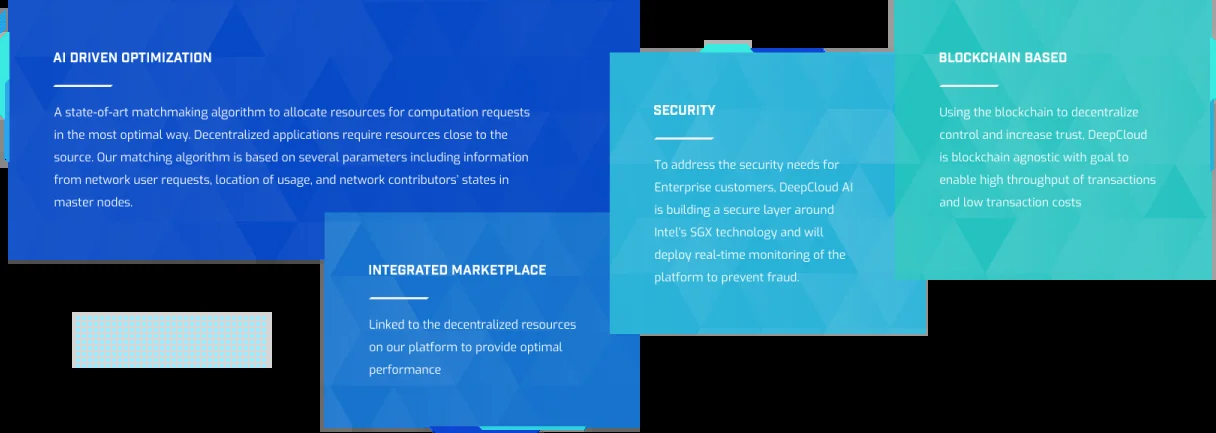 AI DRIVEN OPTIMIZATION
A state-of-art matchmaking algorithm to allocate resources for computation requests
in the most optimal way. Decentralized applications require resources close to the
source. Our matching algorithm is based on several parameters including information
from network user requests, location of usage, and network contributors' states in
master nodes.
INTEGRATED MARKETPLACE
Linked to the decentralized resources
on our platform to provide optimal
performance
SECURITY
To address the security needs for
Enterprise customers, DeepCloud AI
is building a secure layer around
Intel's SGX technology and will
deploy real-time monitoring of the
platform to prevent fraud.
BLOCKCHAIN BASED
Using the blockchain to decentralize
control and increase trust, DeepCloud
is blockchain agnostic with goal to
enable high throughput of transactions
and low transaction costs